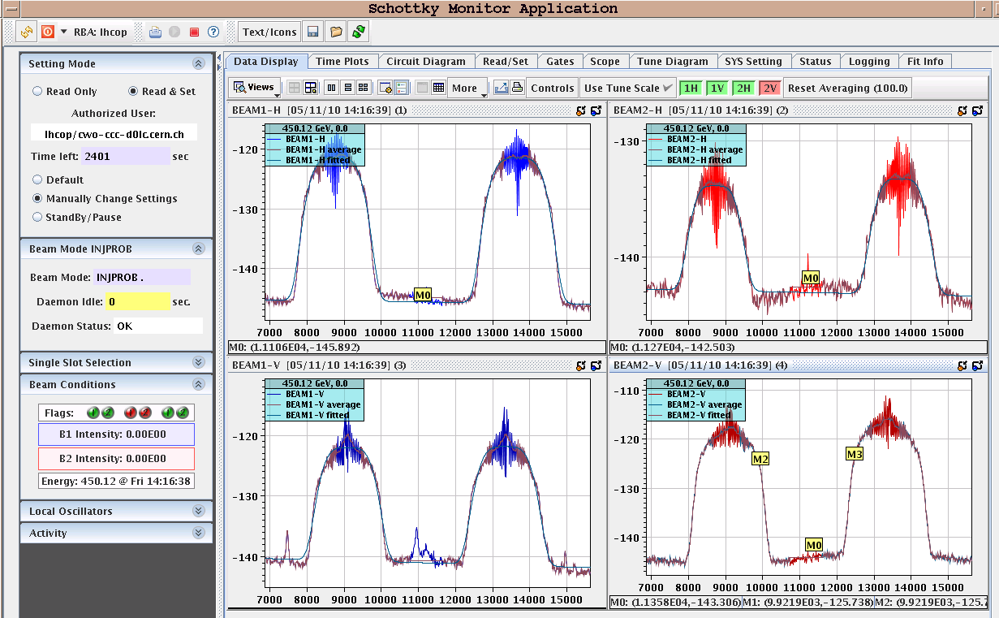 Schottky Monitor Application
RBA: lhcop
Text/Icons
Setting Mode
Read Only Read & Set
Authorized User:
lhcop/cwo-ccc-d0lc.cern.ch
Time left: 2401 sec
Default
Manually Change Settings
StandBy/Pause
Beam Mode INJPROB
Beam Mode: INJPROB .
Daemon Idle: 0 sec.
Daemon Status: OK
Single Slot Selection
Beam Conditions
Flags: 1 2 1 2 1 2
B1 Intensity: 0.00E00
B2 Intensity: 0.00E00
Energy: 450.12 @ Fri 14:16:38
Local Oscillators
Activity
Data Display Time Plots Circuit Diagram Read/Set Gates Scope Tune Diagram SYS Setting Status Logging Fit Info
Views More Controls Use Tune Scale 1H 1V 2H 2V Reset Averaging (00.0)
BEAM1-H [05/11/10 14:16:39] (1)
450.12 GeV, 0.0
BEAM1-H
BEAM1-H average
BEAM1-H fitted
-120
-130
-140
M0
7000 8000 9000 10000 11000 12000 13000 14000 15000
M0: (1.1106E04,-145.892)
BEAM2-H [05/11/10 14:16:39] (2)
450.12 GeV, 0.0
BEAM2-H
BEAM2-H average
BEAM2-H fitted
-130
-140
M0
7000 8000 9000 10000 11000 12000 13000 14000 15000
M0: (1.127E04,-142.503)
BEAM1-V [05/11/10 14:16:39] (3)
450.12 GeV, 0.0
BEAM1-V
BEAM1-V average
BEAM1-V fitted
-120
-130
-140
7000 8000 9000 10000 11000 12000 13000 14000 15000
BEAM2-V [05/11/10 14:16:39] (4)
450.12 GeV, 0.0
BEAM2-V
BEAM2-V average
BEAM2-V fitted
-110
-120
-130
-140
M2
M3
M0
7000 8000 9000 10000 11000 12000 13000 14000 15000
M0: (1.1358E04,-143.306) M1: (9.9219E03,-125.738) M2: (9.9219E03,-125.7